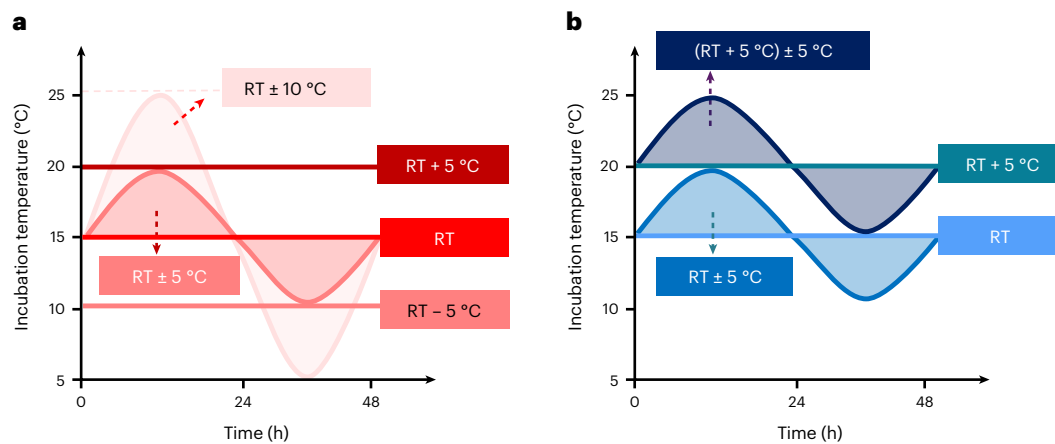 a
Incubation temperature (°C)
25
20
15
10
5
0
24
48
Time (h)
RT ± 10 °C
RT + 5 °C
RT
RT ± 5 °C
RT – 5 °C
b
Incubation temperature (°C)
25
20
15
10
5
0
24
48
Time (h)
(RT + 5 °C) ± 5 °C
RT + 5 °C
RT
RT ± 5 °C